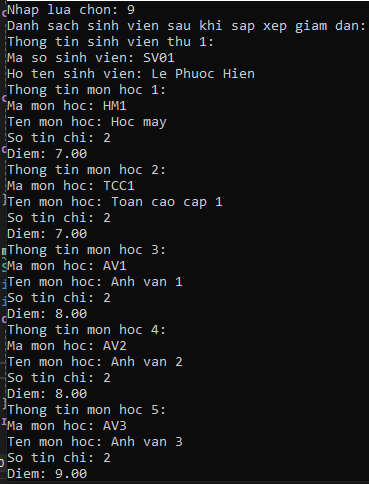 Nhap lua chon: 9
Danh sach sinh vien sau khi sap xep giam dan:
Thong tin sinh vien thu 1:
Ma so sinh vien: SV01
Ho ten sinh vien: Le Phuoc Hien
Thong tin mon hoc 1:
Ma mon hoc: HM1
Ten mon hoc: Hoc may
So tin chi: 2
Diem: 7.00
Thong tin mon hoc 2:
Ma mon hoc: TCC1
Ten mon hoc: Toan cao cap 1
So tin chi: 2
Diem: 7.00
Thong tin mon hoc 3:
Ma mon hoc: AV1
Ten mon hoc: Anh van 1
So tin chi: 2
Diem: 8.00
Thong tin mon hoc 4:
Ma mon hoc: AV2
Ten mon hoc: Anh van 2
So tin chi: 2
Diem: 8.00
Thong tin mon hoc 5:
Ma mon hoc: AV3
Ten mon hoc: Anh van 3
So tin chi: 2
Diem: 9.00